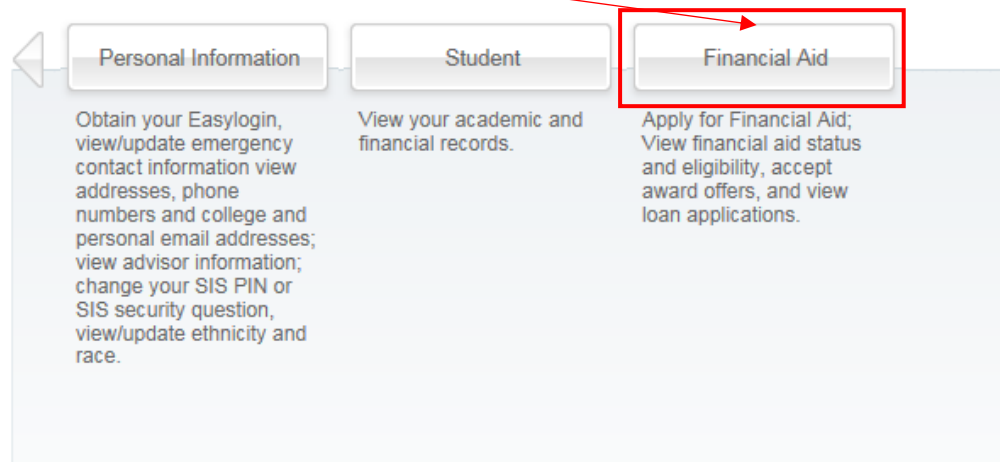 Personal Information
Obtain your Easylogin,
view/update emergency
contact information view
addresses, phone
numbers and college and
personal email addresses;
view advisor information;
change your SIS PIN or
SIS security question,
view/update ethnicity and
race.
Student
View your academic and
financial records.
Financial Aid
Apply for Financial Aid;
View financial aid status
and eligibility, accept
award offers, and view
loan applications.